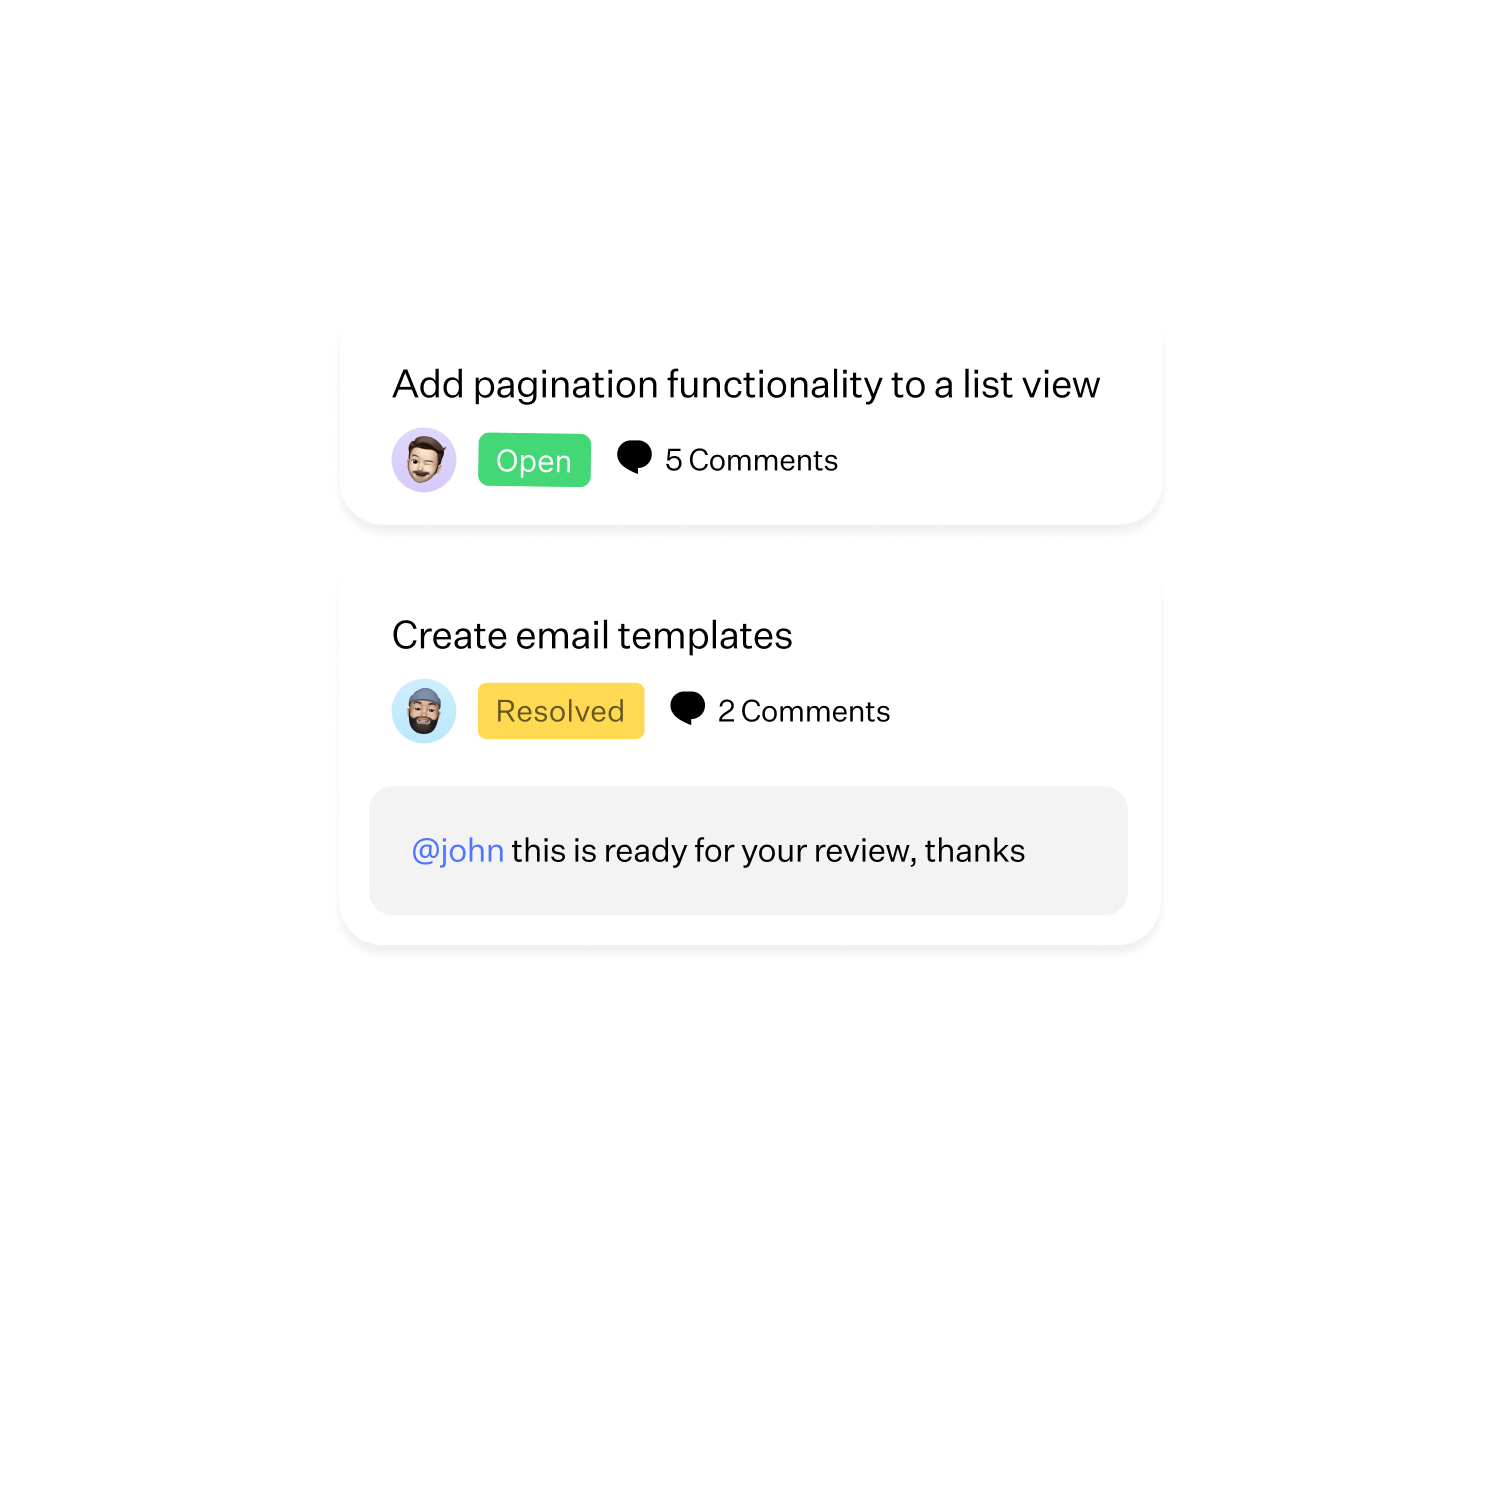 Add pagination functionality to a list view
Open 5 Comments
Create email templates
Resolved 2 Comments
@john this is ready for your review, thanks